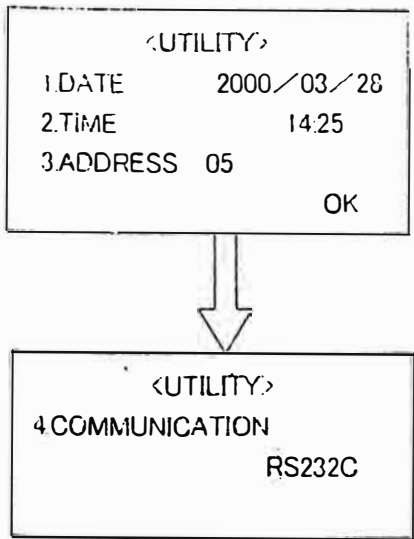 <UTILITY>
1.DATE 2000/03/28
2.TIME 14:25
3.ADDRESS 05
OK
<UTILITY>
4.COMMUNICATION
RS232C